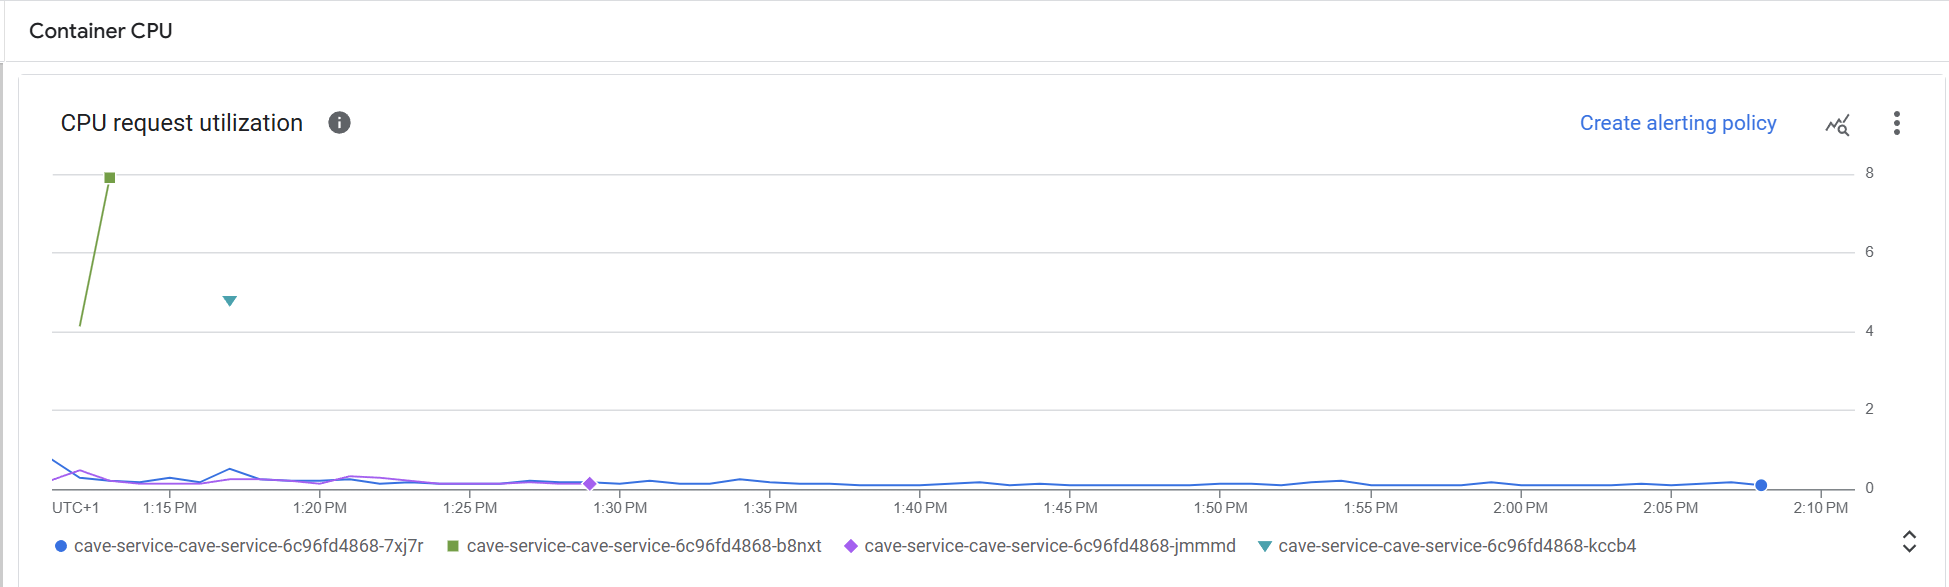 Container CPU
CPU request utilization
Create alerting policy
8
6
4
2
0
UTC+1 1:15 PM 1:20 PM 1:25 PM 1:30 PM 1:35 PM 1:40 PM 1:45 PM 1:50 PM 1:55 PM 2:00 PM 2:05 PM 2:10 PM
cave-service-cave-service-6c96fd4868-7xj7r cave-service-cave-service-6c96fd4868-b8nxt cave-service-cave-service-6c96fd4868-jmmmd cave-service-cave-service-6c96fd4868-kccb4